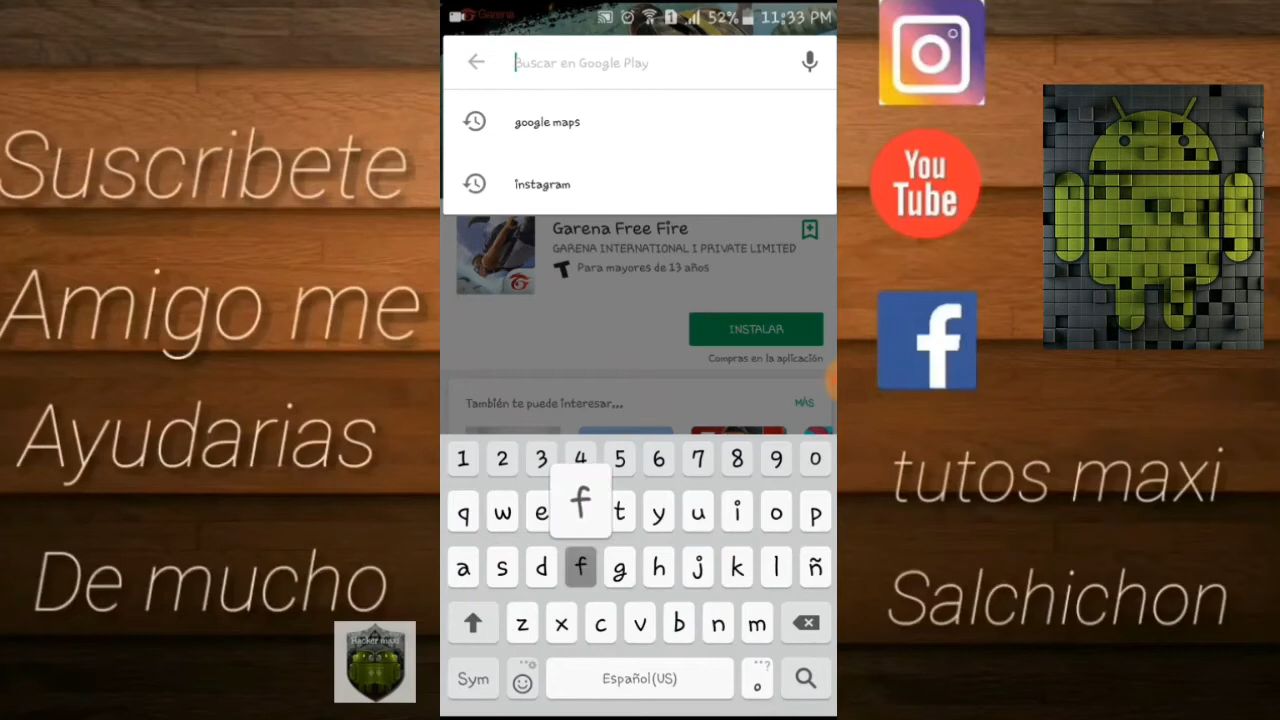 Suscribete
Amigo me
Ayudarias
De mucho
Hacker maxi
Garena
52% 11:33 PM
Buscar en Google Play
google maps
instagram
Garena Free Fire
GARENA INTERNATIONAL I PRIVATE LIMITED
T Para mayores de 13 años
INSTALAR
Compras en la aplicación
También te puede interesar... MÁS
1 2 3 4 5 6 7 8 9 0
q w e f t y u i o p
a s d f g h j k l ñ
z x c v b n m
Sym Español(US) ?
You
Tube
f
tutos maxi
Salchichon